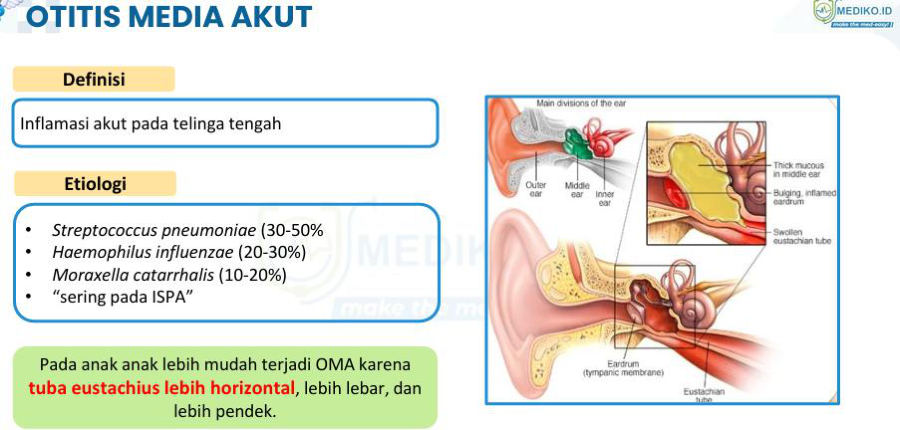 OTITIS MEDIA AKUT
MEDIKO.ID
make the med-easy!
Definisi
Inflamasi akut pada telinga tengah
Etiologi
• Streptococcus pneumoniae (30-50%
• Haemophilus influenzae (20-30%)
• Moraxella catarrhalis (10-20%)
• “sering pada ISPA”
Pada anak anak lebih mudah terjadi OMA karena
tuba eustachius lebih horizontal, lebih lebar, dan
lebih pendek.
Main divisions of the ear
Outer
ear
Middle
ear
Inner
ear
Thick mucous
in middle ear
Bulging, inflamed
eardrum
Swollen
eustachian tube
Eardrum
(tympanic membrane)
Eustachian
tube
MEDIK
make the m